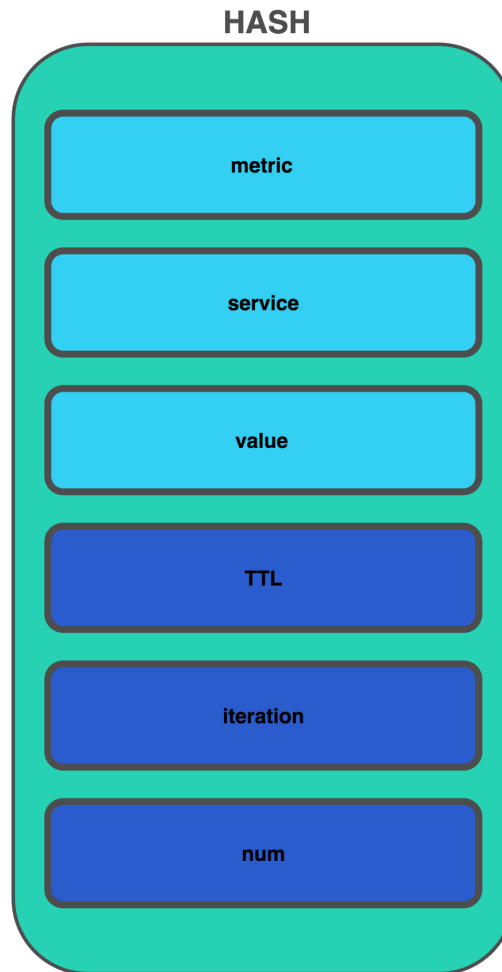 HASH
metric
service
value
TTL
iteration
num